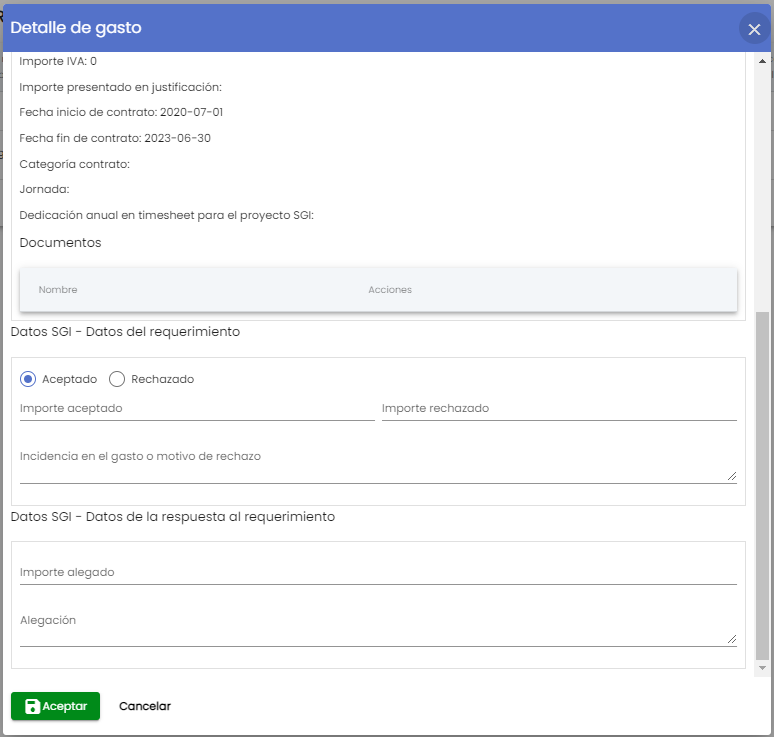 Detalle de gasto
Importe IVA: 0
Importe presentado en justificación:
Fecha inicio de contrato: 2020-07-01
Fecha fin de contrato: 2023-06-30
Categoría contrato:
Jornada:
Dedicación anual en timesheet para el proyecto SGI:
Documentos
Nombre Acciones
Datos SGI - Datos del requerimiento
Aceptado Rechazado
Importe aceptado Importe rechazado
Incidencia en el gasto o motivo de rechazo
Datos SGI - Datos de la respuesta al requerimiento
Importe alegado
Alegación
Aceptar Cancelar